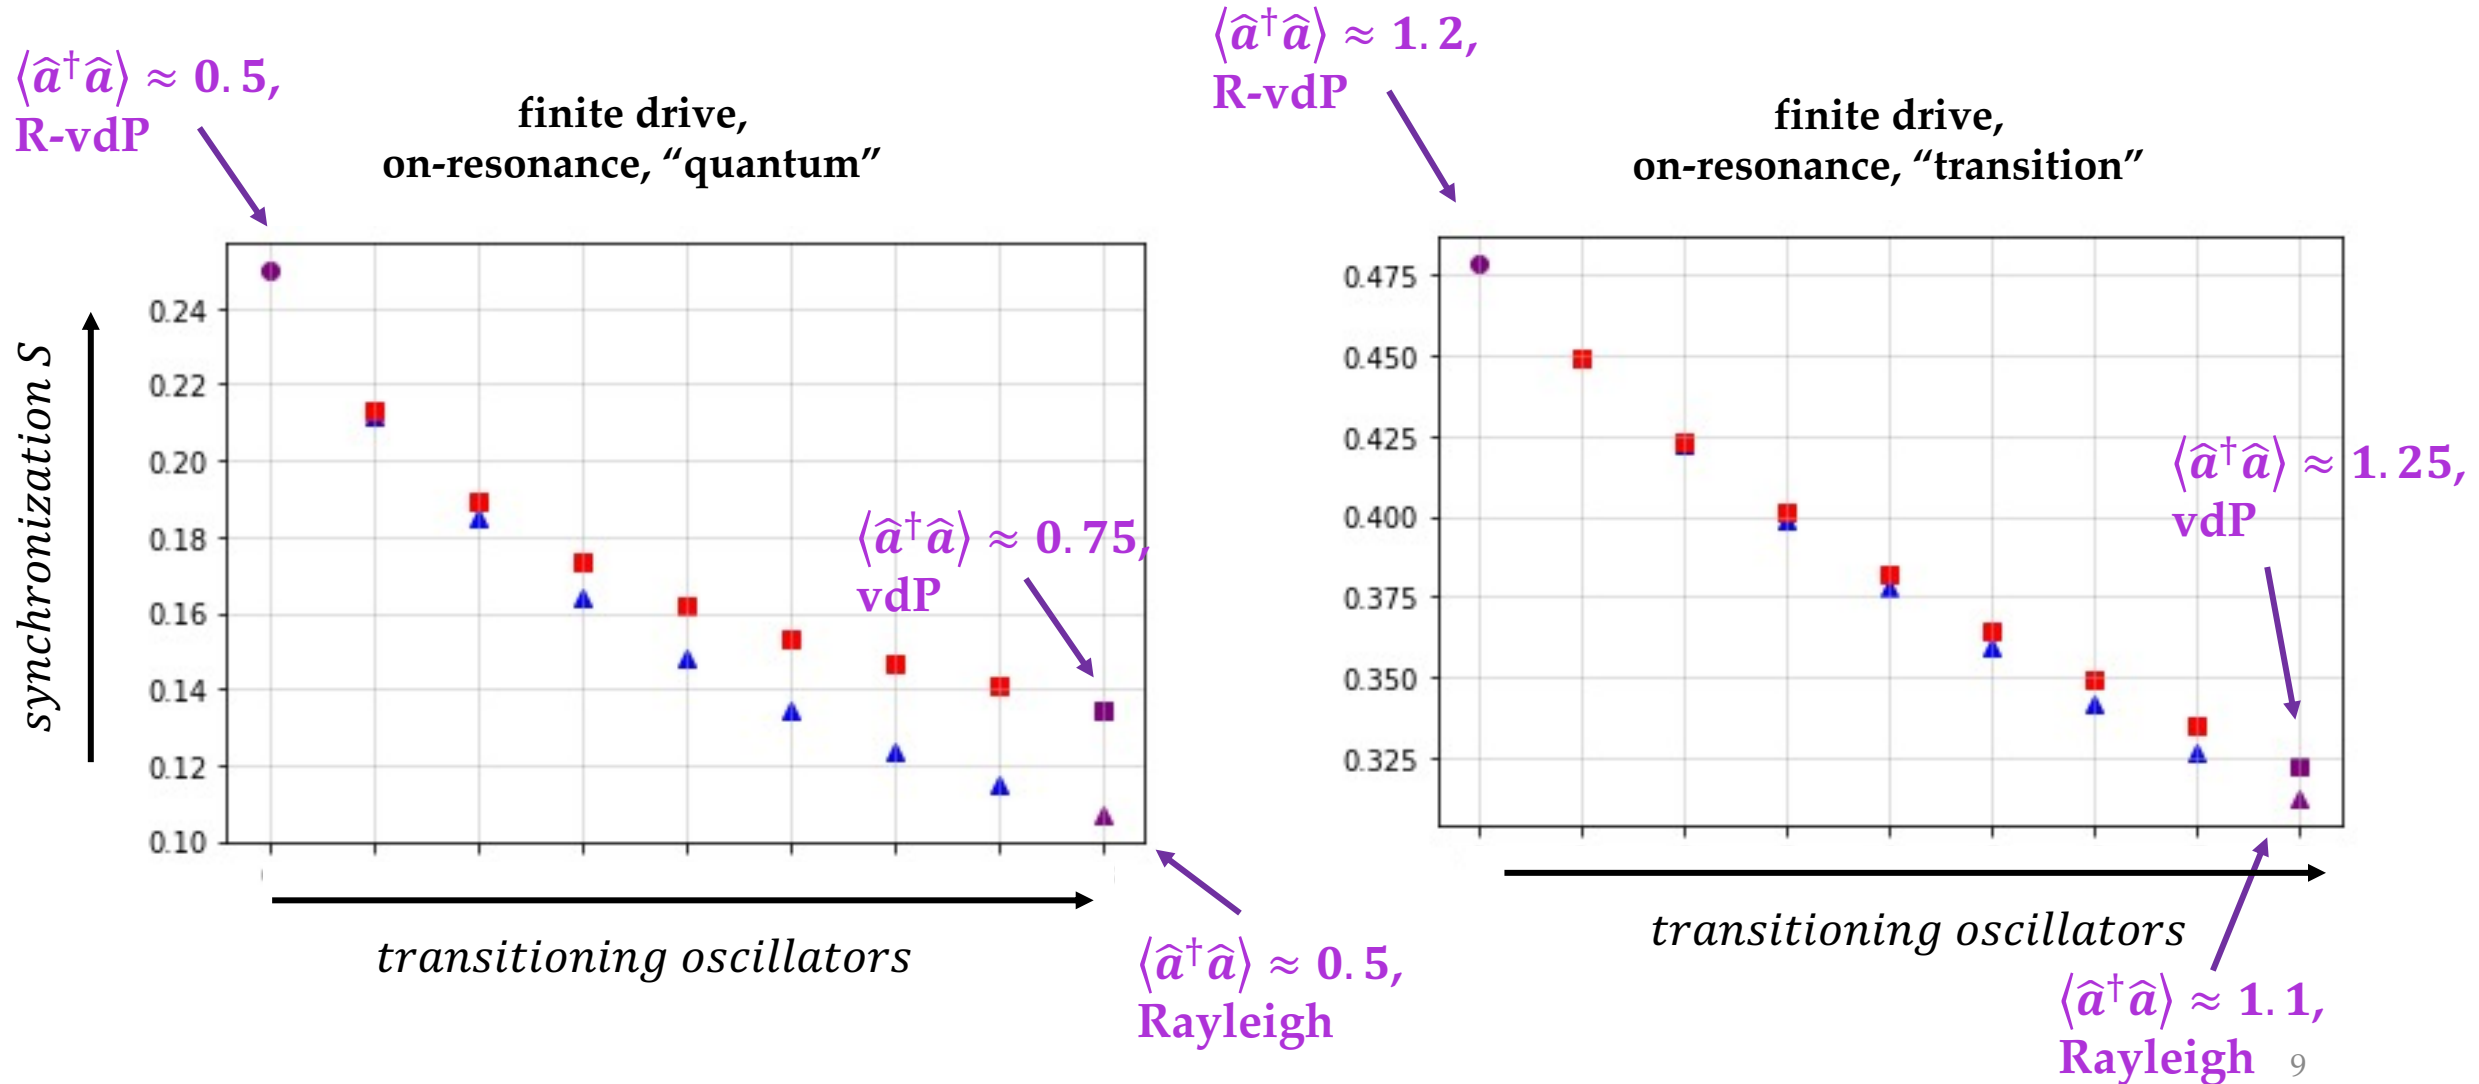 ⟨â†â⟩ ≈ 0.5,
R-vdP
finite drive,
on-resonance, “quantum”
synchronization S
0.24
0.22
0.20
0.18
0.16
0.14
0.12
0.10
⟨â†â⟩ ≈ 0.75,
vdP
transitioning oscillators
⟨â†â⟩ ≈ 0.5,
Rayleigh
⟨â†â⟩ ≈ 1.2,
R-vdP
finite drive,
on-resonance, “transition”
0.475
0.450
0.425
0.400
0.375
0.350
0.325
⟨â†â⟩ ≈ 1.25,
vdP
transitioning oscillators
⟨â†â⟩ ≈ 1.1,
Rayleigh
9